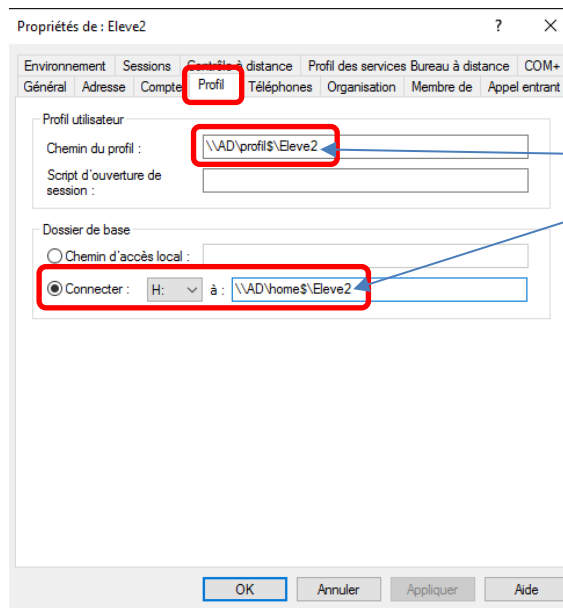 Propriétés de : Eleve2 ? ×
Environnement Sessions Contrôle à distance Profil des services Bureau à distance COM+
Général Adresse Compte Profil Téléphones Organisation Membre de Appel entrant
Profil utilisateur
Chemin du profil : \\AD\profil$\Eleve2
Script d'ouverture de
session :
Dossier de base
Chemin d'accès local :
Connecter : H: à : \\AD\home$\Eleve2
OK Annuler Appliquer Aide